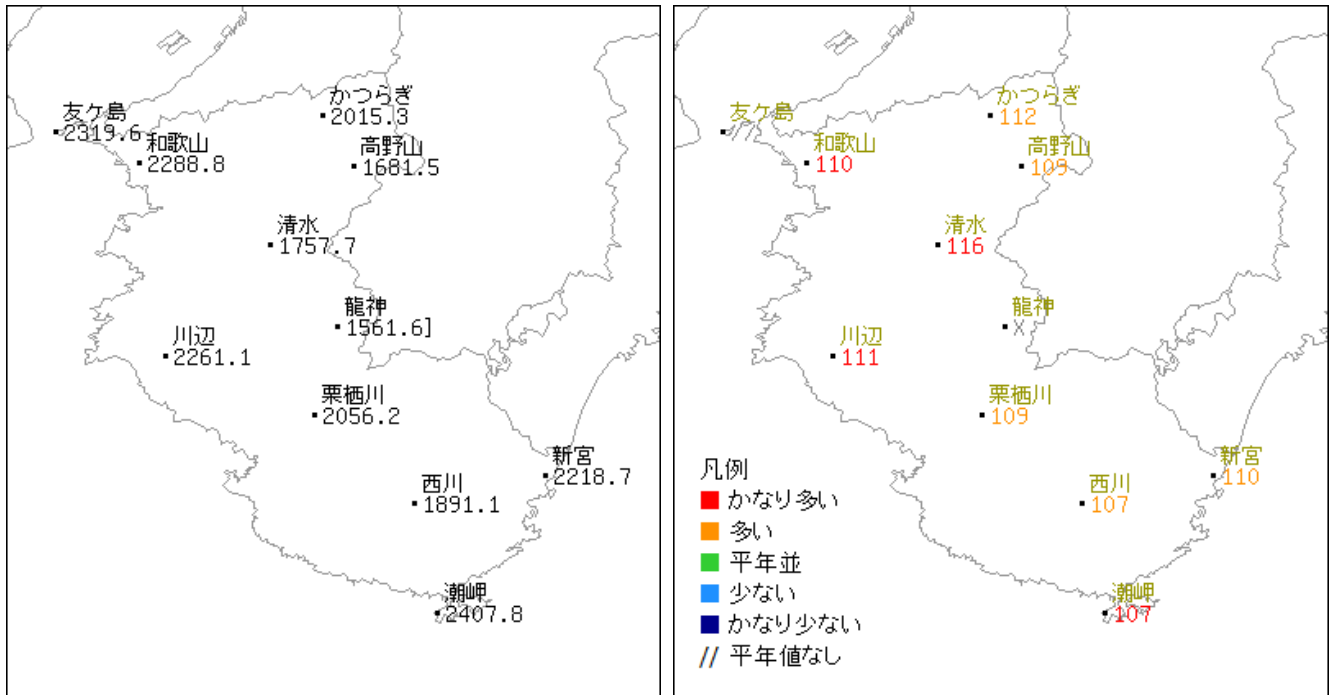 友ケ島
2319.6
和歌山
2288.8
かつらぎ
2015.3
高野山
1681.5
清水
1757.7
龍神
1561.6]
川辺
2261.1
栗栖川
2056.2
新宮
2218.7
西川
1891.1
潮岬
2407.8
友ケ島
///
和歌山
110
かつらぎ
112
高野山
109
清水
116
龍神
X
川辺
111
栗栖川
109
新宮
110
西川
107
潮岬
107
凡例
かなり多い
多い
平年並
少ない
かなり少ない
// 平年値なし